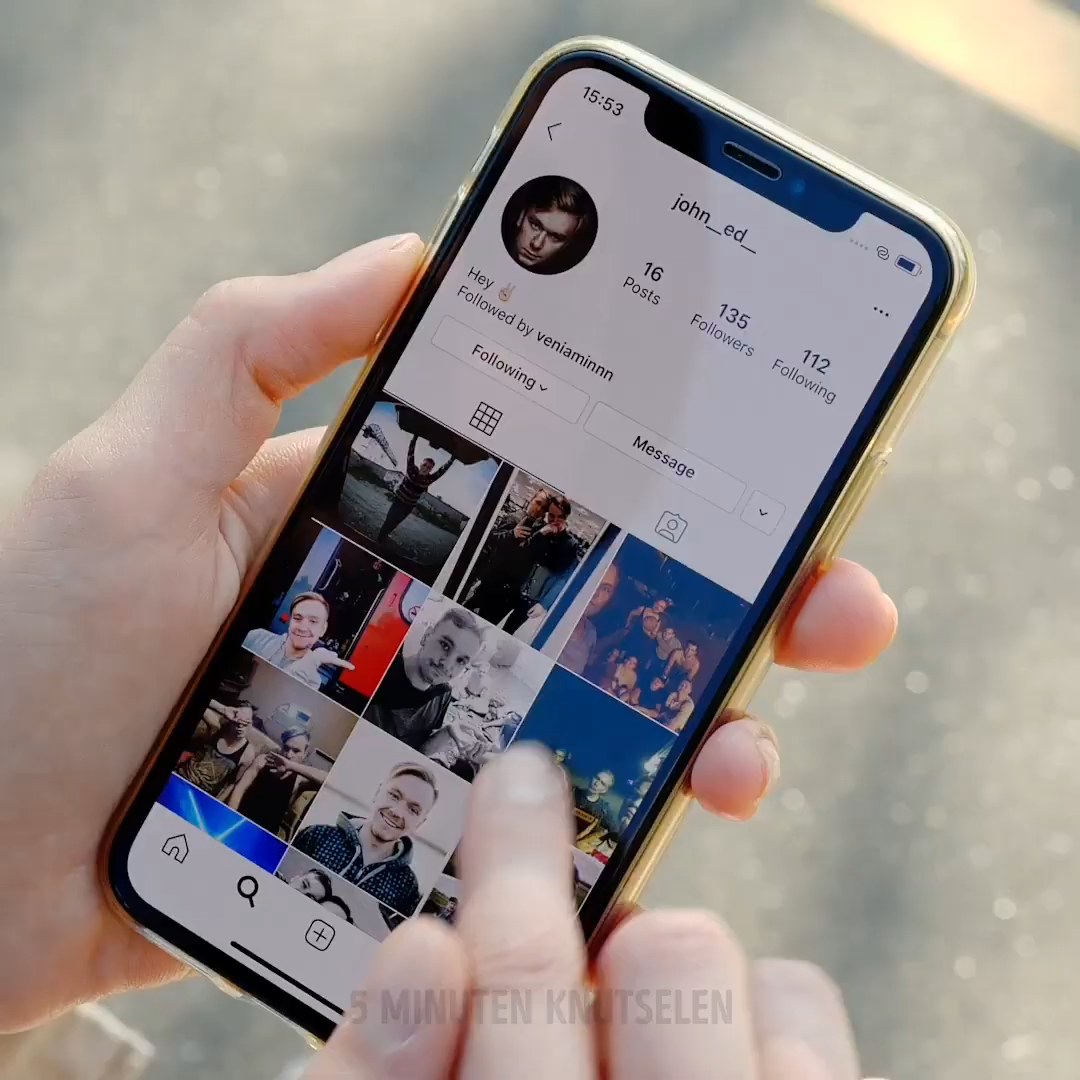 15:53
john_ed_
16
Posts
135
Followers
112
Following
Hey ✌🏼
Followed by veniaminnn
Following
Message
5 MINUTEN KNUTSELEN